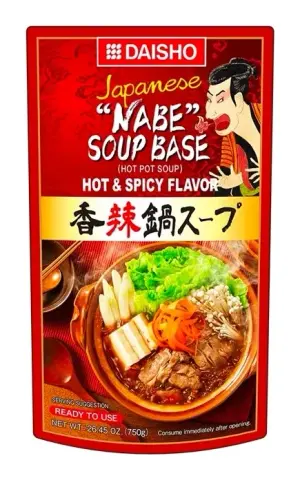 DAISHO
Japanese
"NABE"
SOUP BASE
(HOT POT SOUP)
HOT & SPICY FLAVOR
香辣鍋スープ
SERVING SUGGESTION
READY TO USE
NET WT. 26.45 OZ. (750g)
Consume immediately after opening.